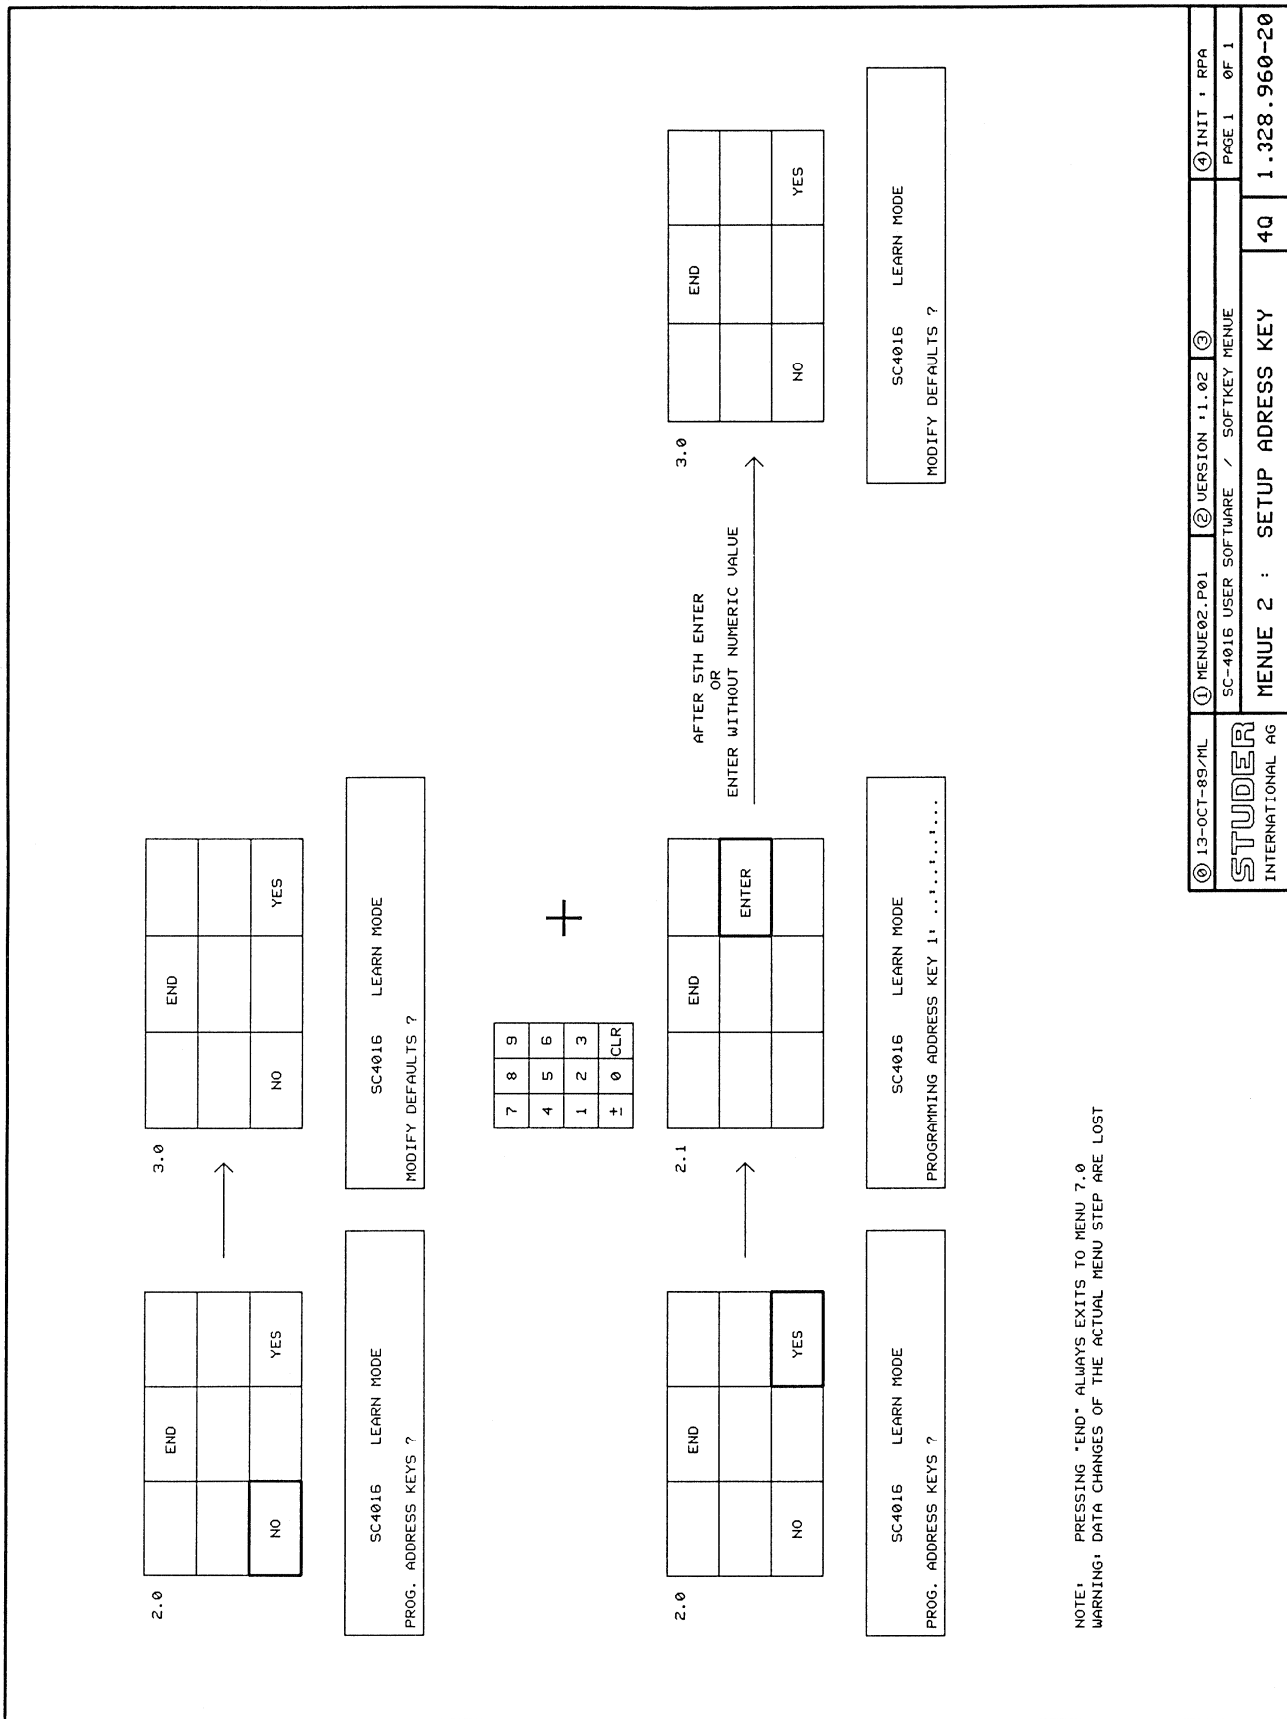 2.0
END
NO YES
SC4016 LEARN MODE
PROG. ADDRESS KEYS ?
3.0
END
NO YES
SC4016 LEARN MODE
MODIFY DEFAULTS ?
2.0
END
NO YES
SC4016 LEARN MODE
PROG. ADDRESS KEYS ?
7 8 9
4 5 6
1 2 3
± 0 CLR
+
2.1
END
ENTER
SC4016 LEARN MODE
PROGRAMMING ADDRESS KEY 1: ..'..'..'...
AFTER 5TH ENTER
OR
ENTER WITHOUT NUMERIC VALUE
3.0
END
NO YES
SC4016 LEARN MODE
MODIFY DEFAULTS ?
NOTE: PRESSING "END" ALWAYS EXITS TO MENU 7.0
WARNING: DATA CHANGES OF THE ACTUAL MENU STEP ARE LOST
⓪ 13-OCT-89/ML ① MENUE02.P01 ② VERSION :1.02 ③ ④ INIT : RPA
STUDER
INTERNATIONAL AG
SC-4016 USER SOFTWARE / SOFTKEY MENUE PAGE 1 OF 1
MENUE 2 : SETUP ADRESS KEY 4Q 1.328.960-20